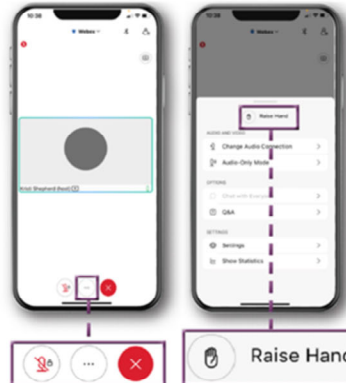 10:38
Webex
Kristi Shepherd (host)
10:38
Webex
Raise Hand
AUDIO AND VIDEO
Change Audio Connection
Audio-Only Mode
OPTIONS
Chat with Everyone
Q&A
SETTINGS
Settings
Show Statistics
Raise Hand